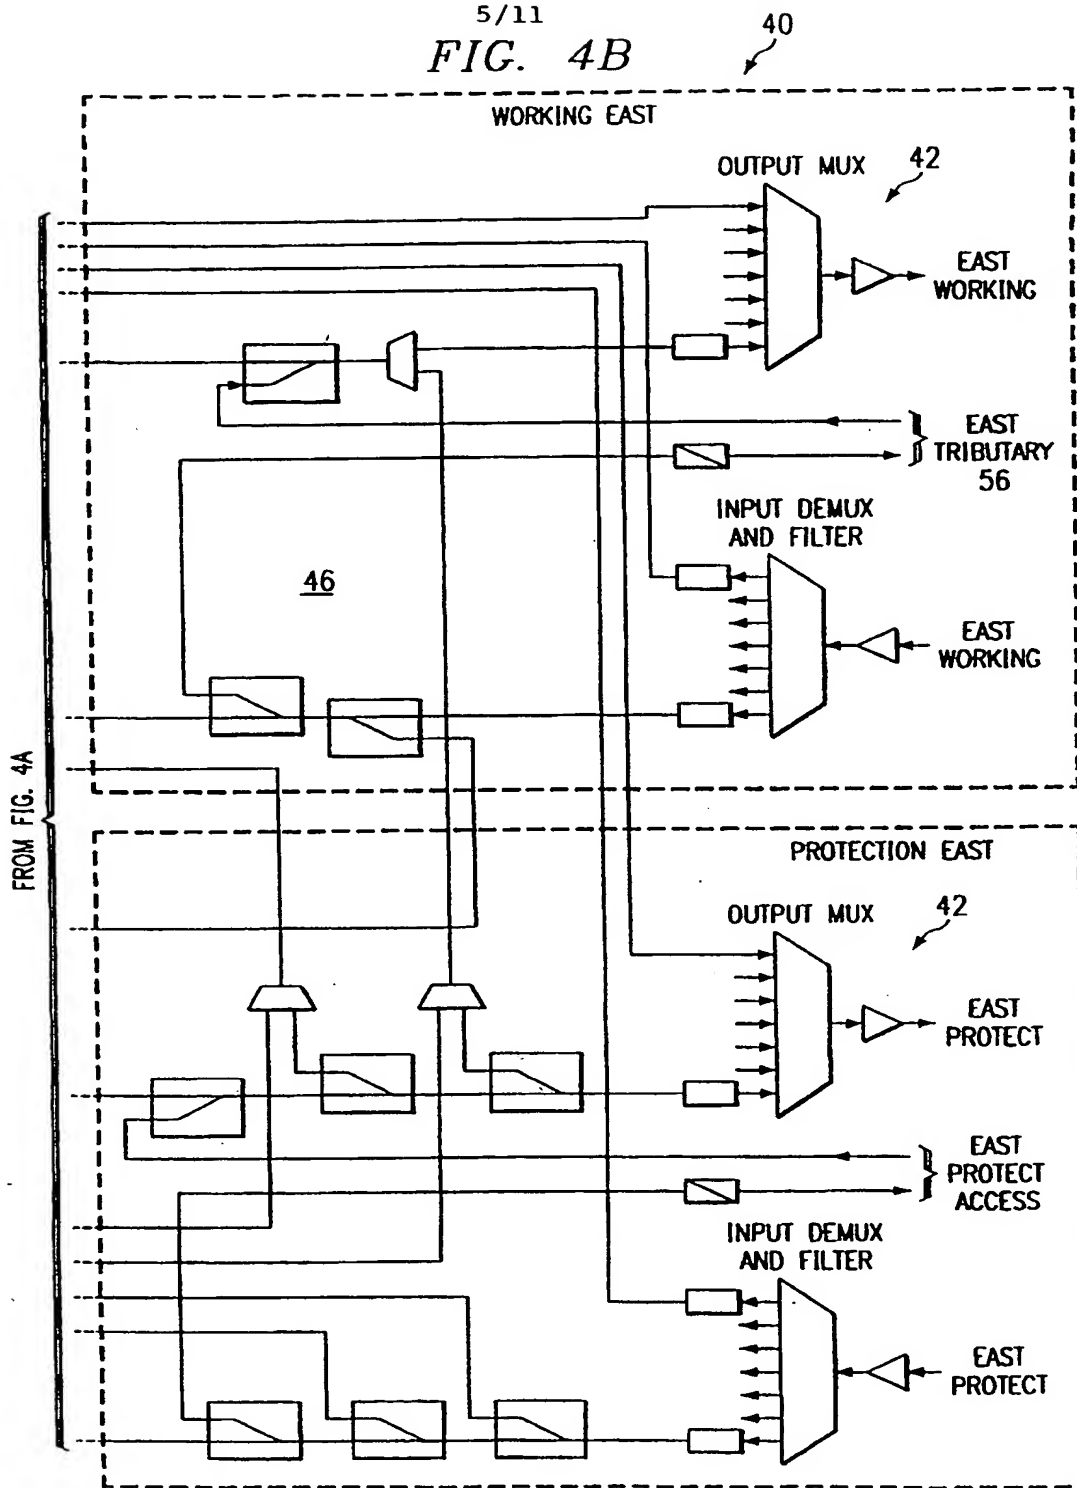 5/11
FIG. 4B
40
WORKING EAST
OUTPUT MUX
42
EAST
WORKING
EAST
TRIBUTARY
56
INPUT DEMUX
AND FILTER
46
EAST
WORKING
FROM FIG. 4A
PROTECTION EAST
OUTPUT MUX
42
EAST
PROTECT
EAST
PROTECT
ACCESS
INPUT DEMUX
AND FILTER
EAST
PROTECT